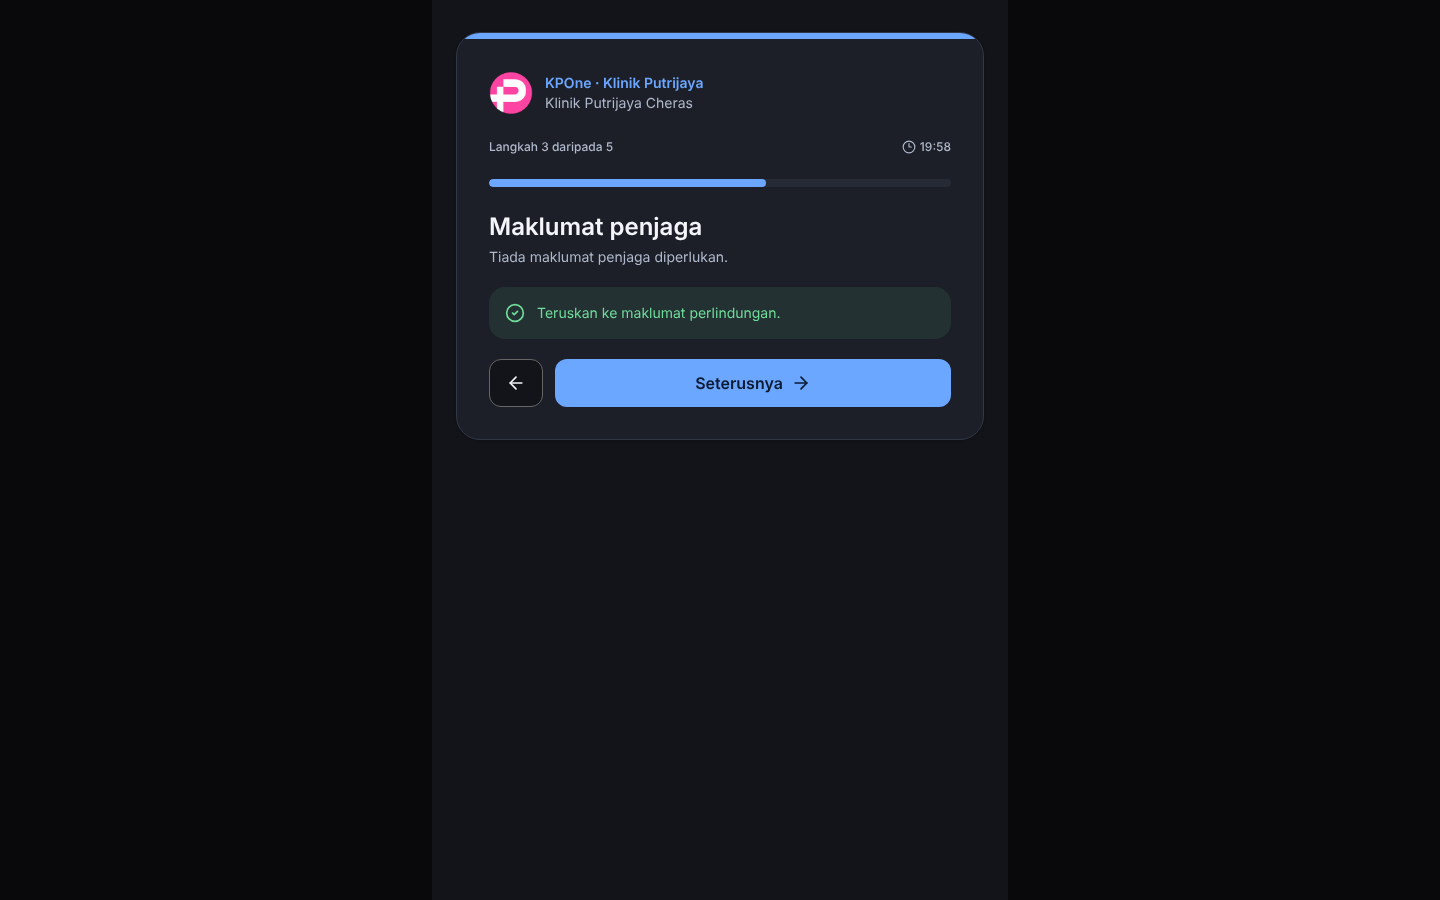 KPOne · Klinik Putrijaya
Klinik Putrijaya Cheras
Langkah 3 daripada 5
19:58
Maklumat penjaga
Tiada maklumat penjaga diperlukan.
Teruskan ke maklumat perlindungan.
Seterusnya